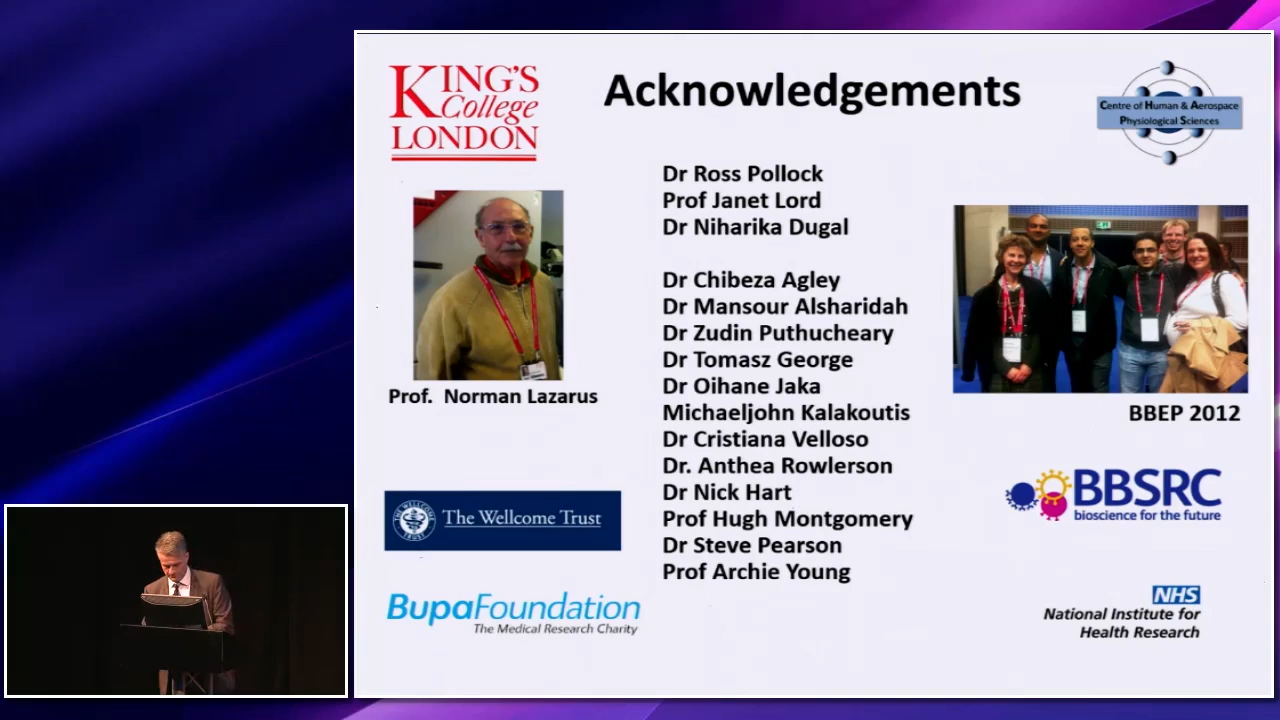 KING'S
College
LONDON
Acknowledgements
Centre of Human & Aerospace
Physiological Sciences
Dr Ross Pollock
Prof Janet Lord
Dr Niharika Dugal
Dr Chibeza Agley
Dr Mansour Alsharidah
Dr Zudin Puthucheary
Dr Tomasz George
Dr Oihane Jaka
Michaeljohn Kalakoutis
Dr Cristiana Velloso
Dr. Anthea Rowlerson
Dr Nick Hart
Prof Hugh Montgomery
Dr Steve Pearson
Prof Archie Young
Prof. Norman Lazarus
BBEP 2012
The Wellcome Trust
BBSRC
bioscience for the future
BupaFoundation
The Medical Research Charity
NHS
National Institute for
Health Research